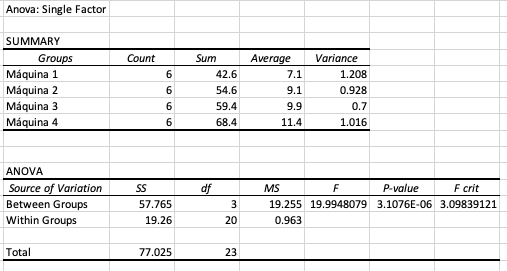 Anova: Single Factor
SUMMARY
Groups Count Sum Average Variance
Máquina 1 6 42.6 7.1 1.208
Máquina 2 6 54.6 9.1 0.928
Máquina 3 6 59.4 9.9 0.7
Máquina 4 6 68.4 11.4 1.016
ANOVA
Source of Variation SS df MS F P-value F crit
Between Groups 57.765 3 19.255 19.9948079 3.1076E-06 3.09839121
Within Groups 19.26 20 0.963
Total 77.025 23